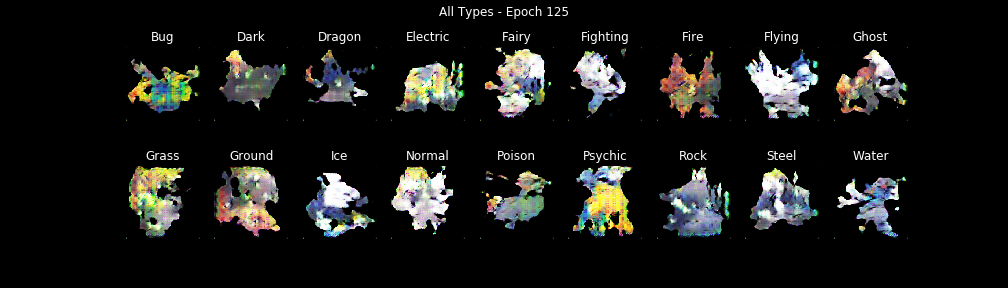 All Types - Epoch 125
Bug Dark Dragon Electric Fairy Fighting Fire Flying Ghost
Grass Ground Ice Normal Poison Psychic Rock Steel Water